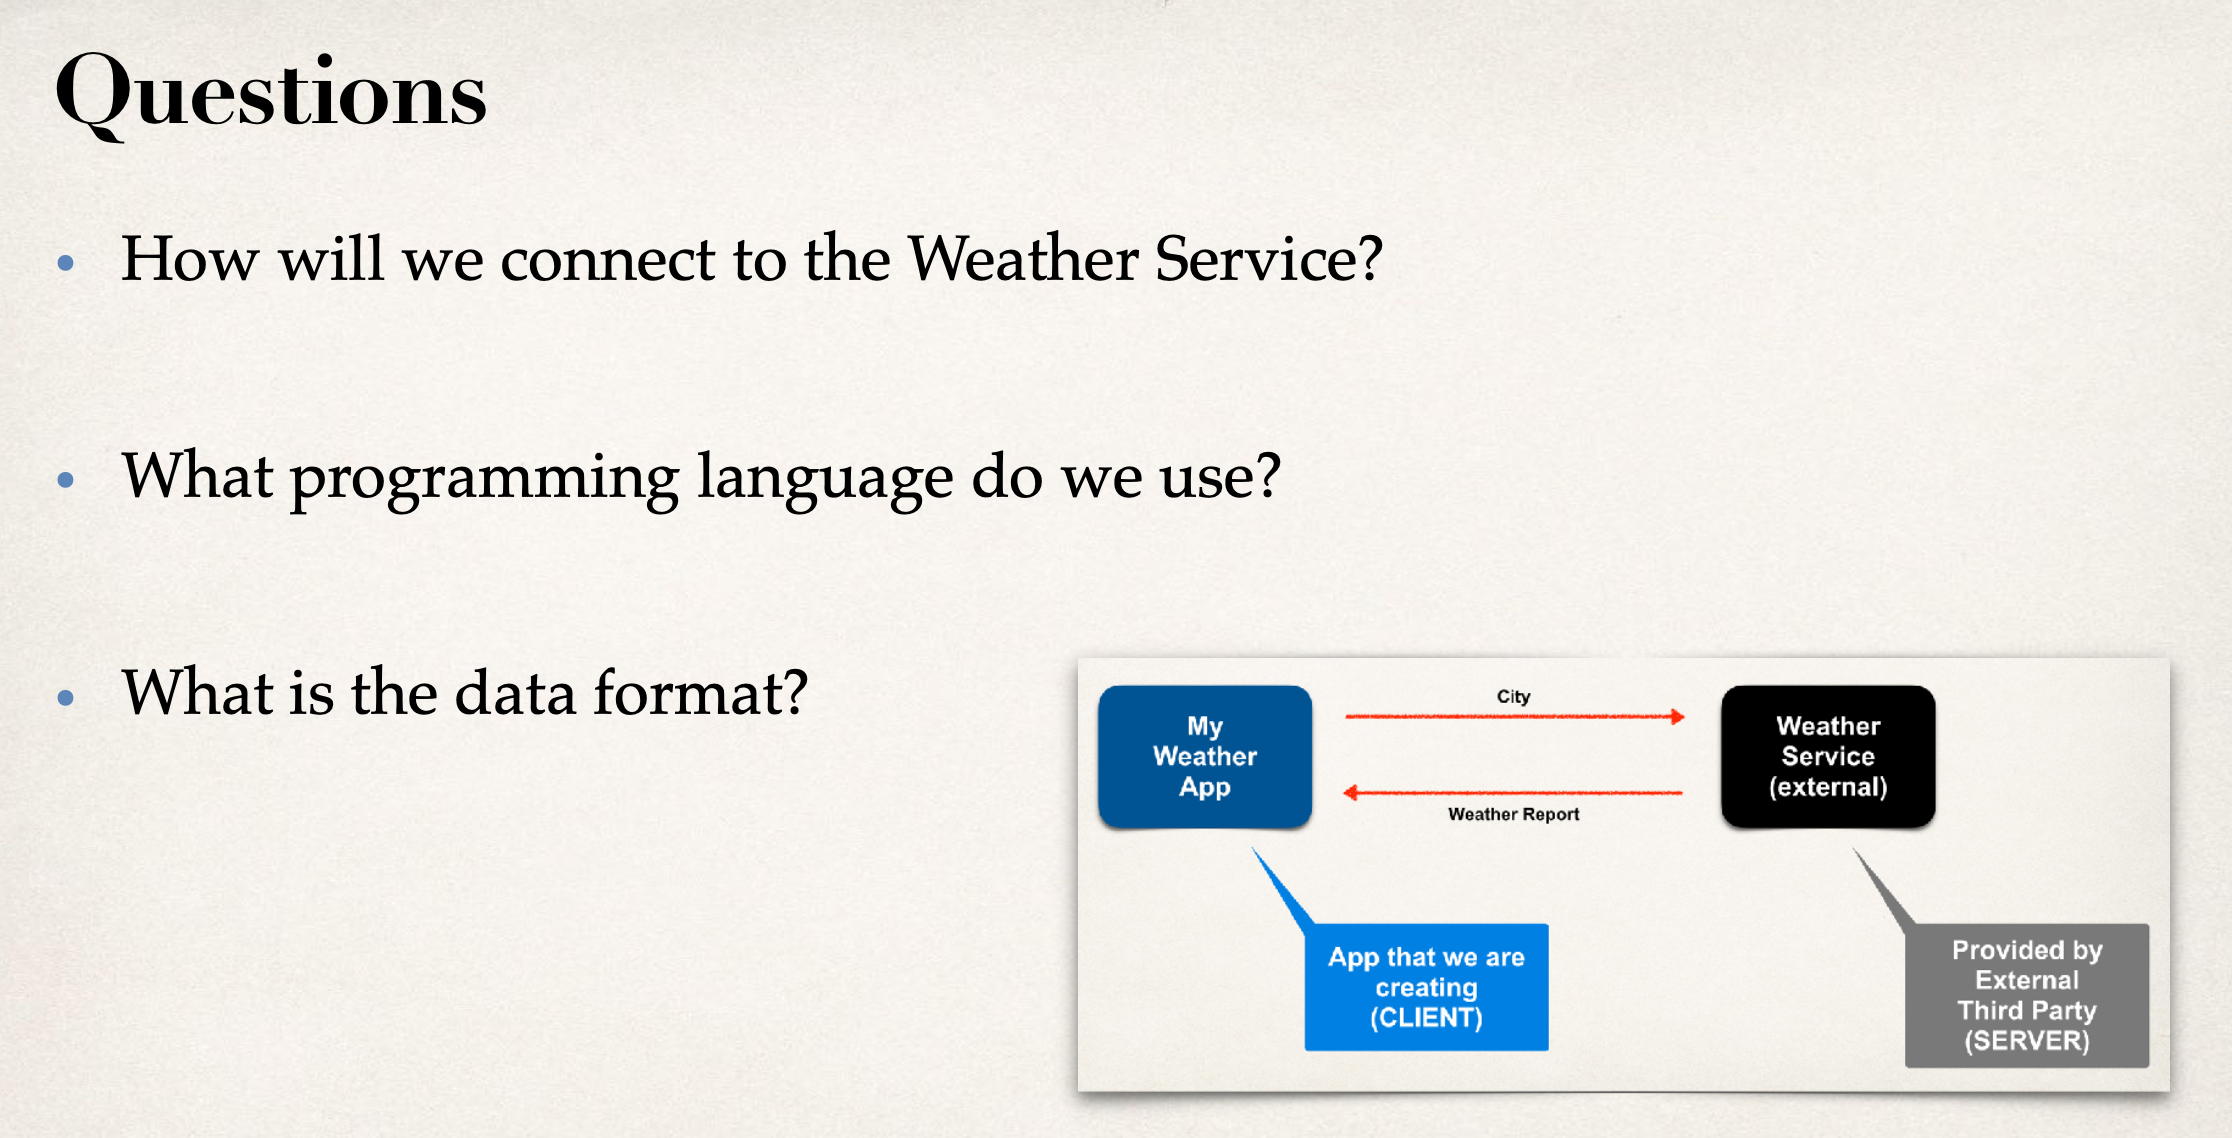 Questions
• How will we connect to the Weather Service?
• What programming language do we use?
• What is the data format?
My
Weather
App
City
Weather Report
Weather
Service
(external)
App that we are
creating
(CLIENT)
Provided by
External
Third Party
(SERVER)